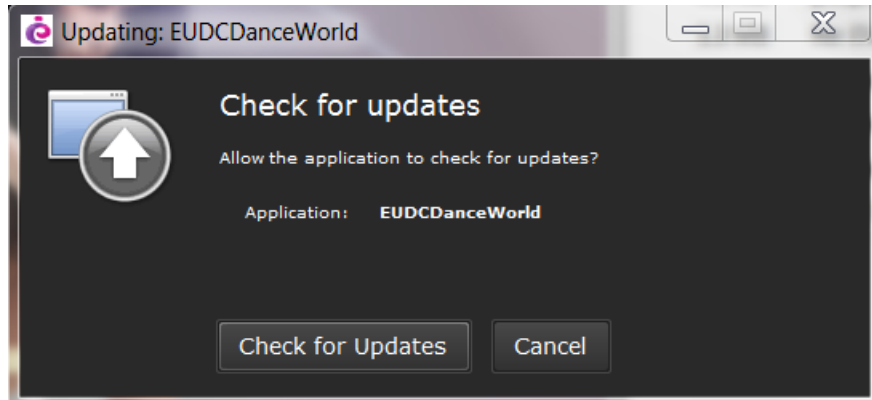 Updating: EUDCDanceWorld
Check for updates
Allow the application to check for updates?
Application: EUDCDanceWorld
Check for Updates Cancel